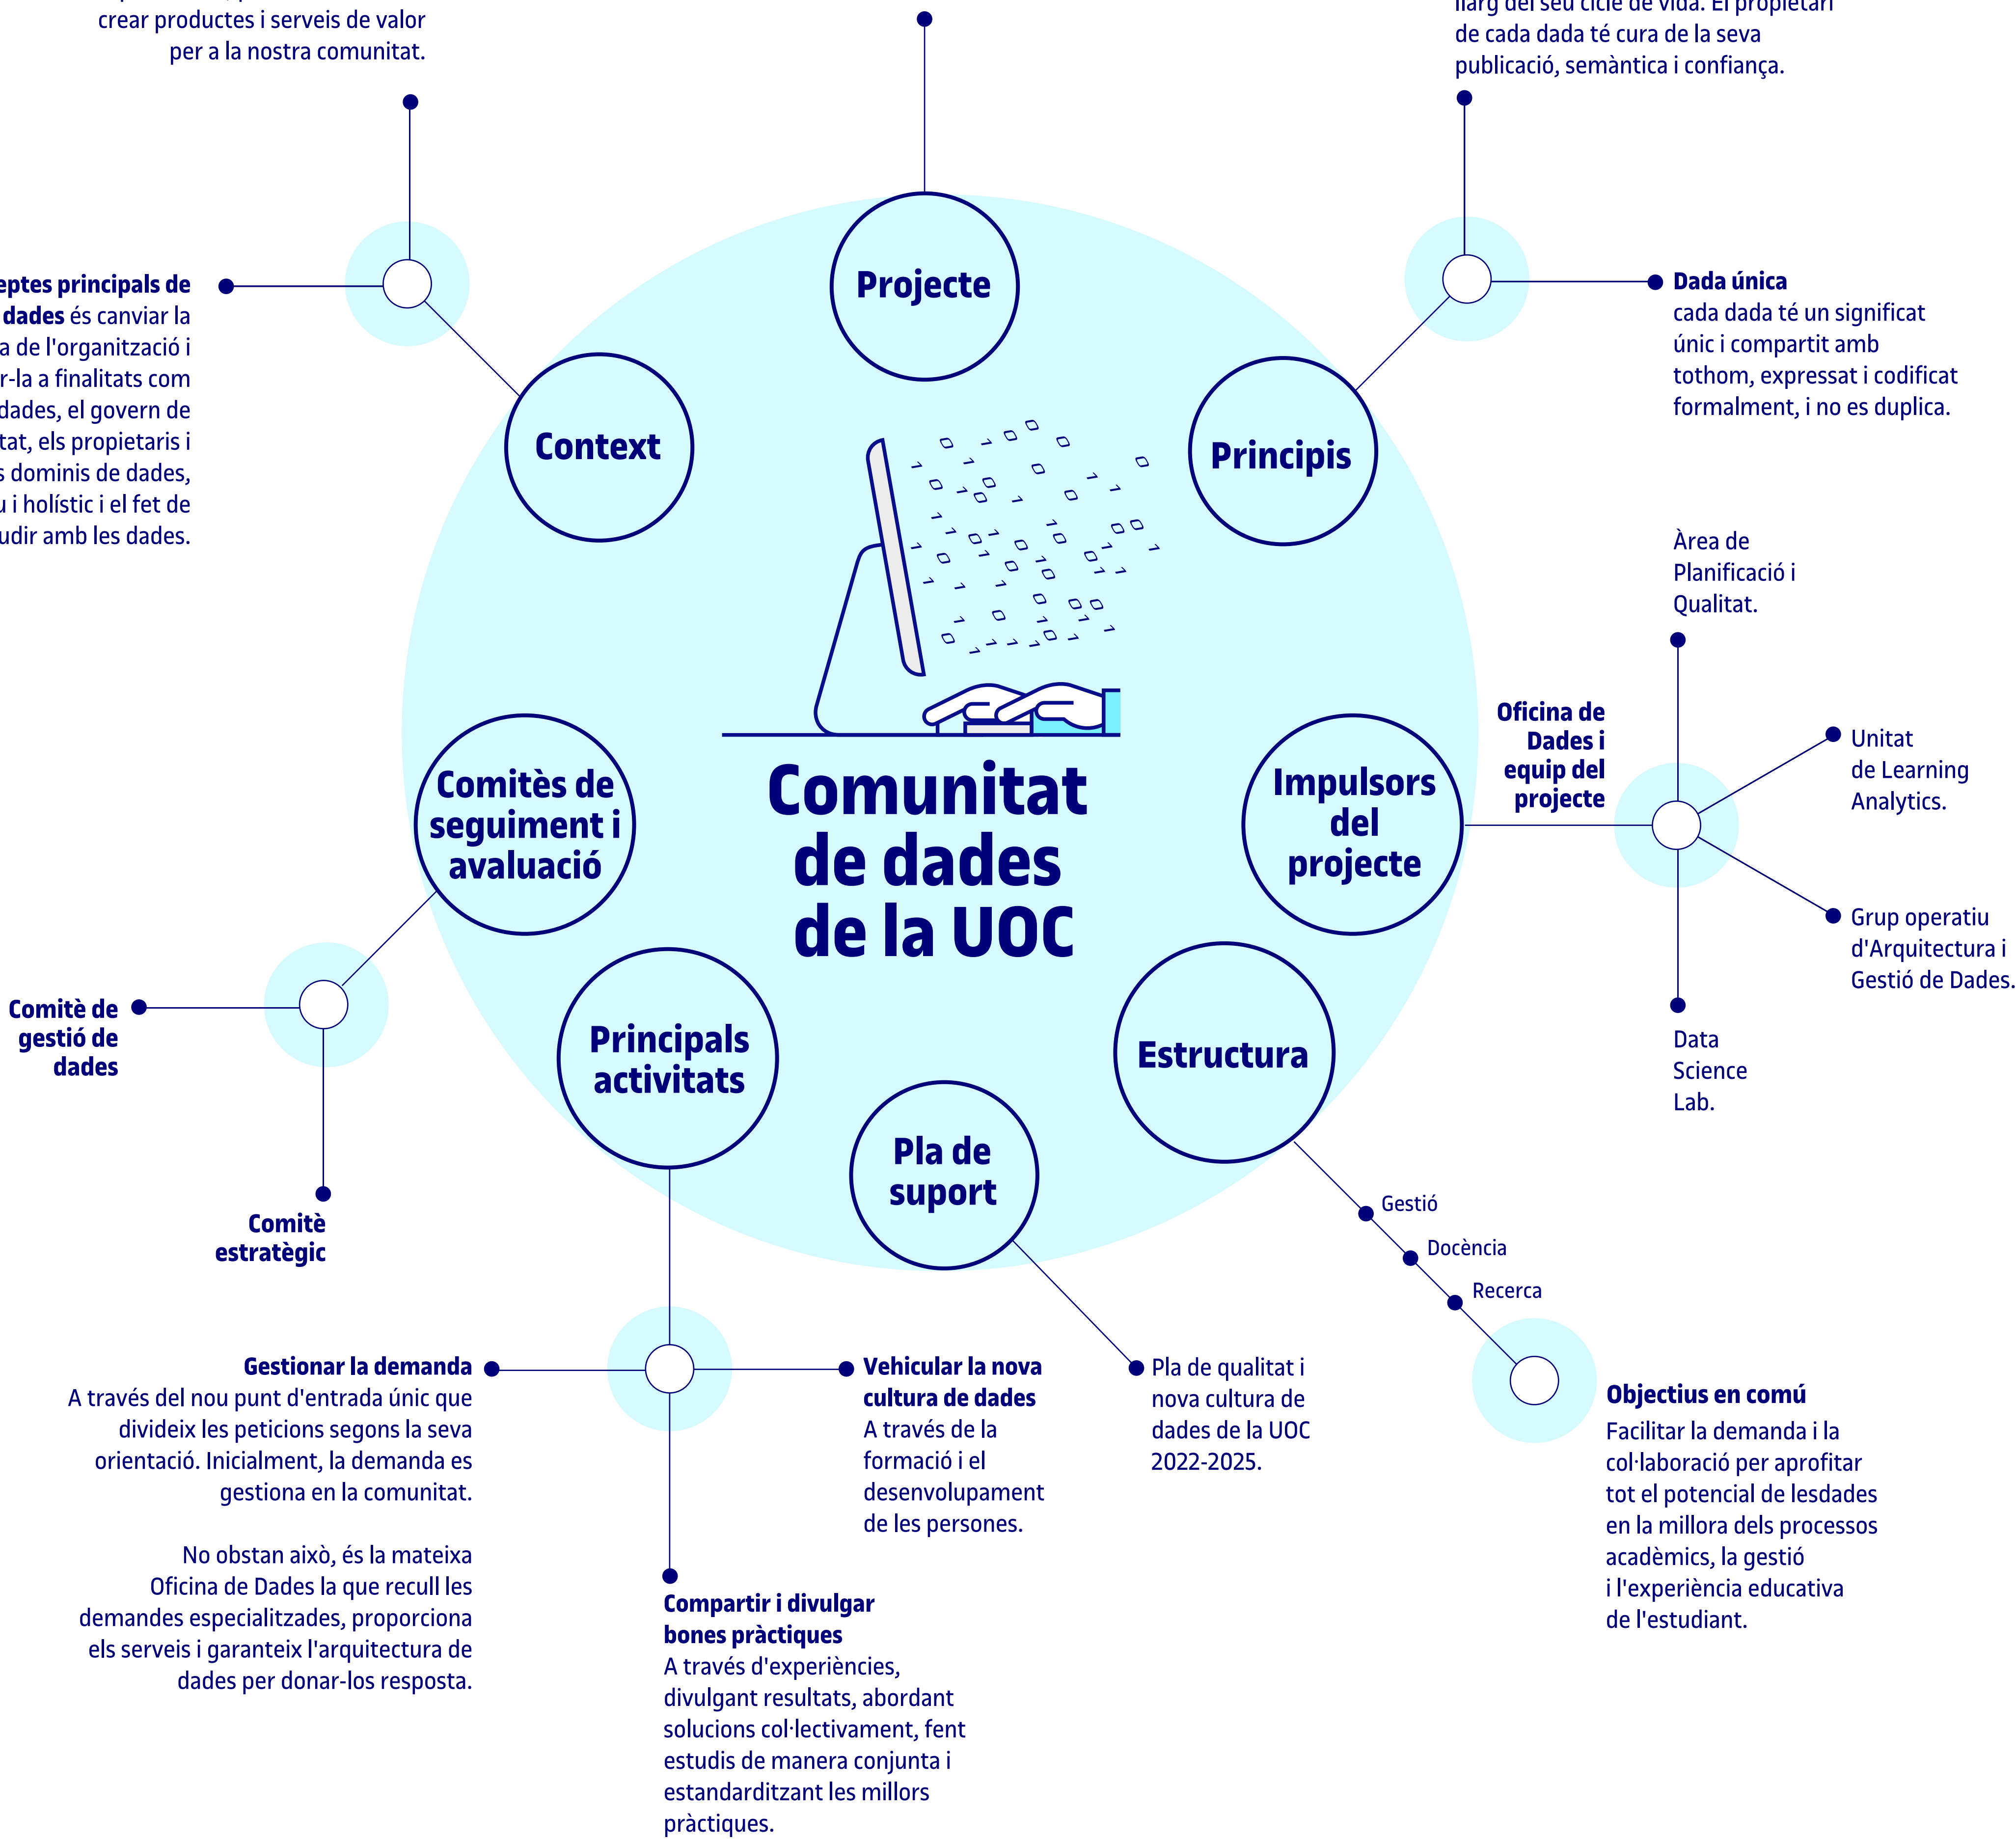 crear productes i serveis de valor
per a la nostra comunitat.
llarg del seu cicle de vida. El propietari
de cada dada té cura de la seva
publicació, semàntica i confiança.
Projecte
principals de
dades és canviar la
de l'organització i
a finalitats com
dades, el govern de
els propietaris i
dominis de dades,
i holístic i el fet de
amb les dades.
Context
Principis
Dada única
cada dada té un significat
únic i compartit amb
tothom, expressat i codificat
formalment, i no es duplica.
Àrea de
Planificació i
Qualitat.
Oficina de
Dades i
equip del
projecte
Unitat
de Learning
Analytics.
Grup operatiu
d'Arquitectura i
Gestió de Dades.
Data
Science
Lab.
Comitès de
seguiment i
avaluació
Comunitat
de dades
de la UOC
Impulsors
del
projecte
Comitè de
gestió de
dades
Comitè
estratègic
Principals
activitats
Pla de
suport
Estructura
Gestió
Docència
Recerca
Gestionar la demanda
A través del nou punt d'entrada únic que
divideix les peticions segons la seva
orientació. Inicialment, la demanda es
gestiona en la comunitat.
No obstan això, és la mateixa
Oficina de Dades la que recull les
demandes especialitzades, proporciona
els serveis i garanteix l'arquitectura de
dades per donar-los resposta.
Vehicular la nova
cultura de dades
A través de la
formació i el
desenvolupament
de les persones.
Compartir i divulgar
bones pràctiques
A través d'experiències,
divulgant resultats, abordant
solucions col·lectivament, fent
estudis de manera conjunta i
estandarditzant les millors
pràctiques.
Pla de qualitat i
nova cultura de
dades de la UOC
2022-2025.
Objectius en comú
Facilitar la demanda i la
col·laboració per aprofitar
tot el potencial de lesdades
en la millora dels processos
acadèmics, la gestió
i l'experiència educativa
de l'estudiant.